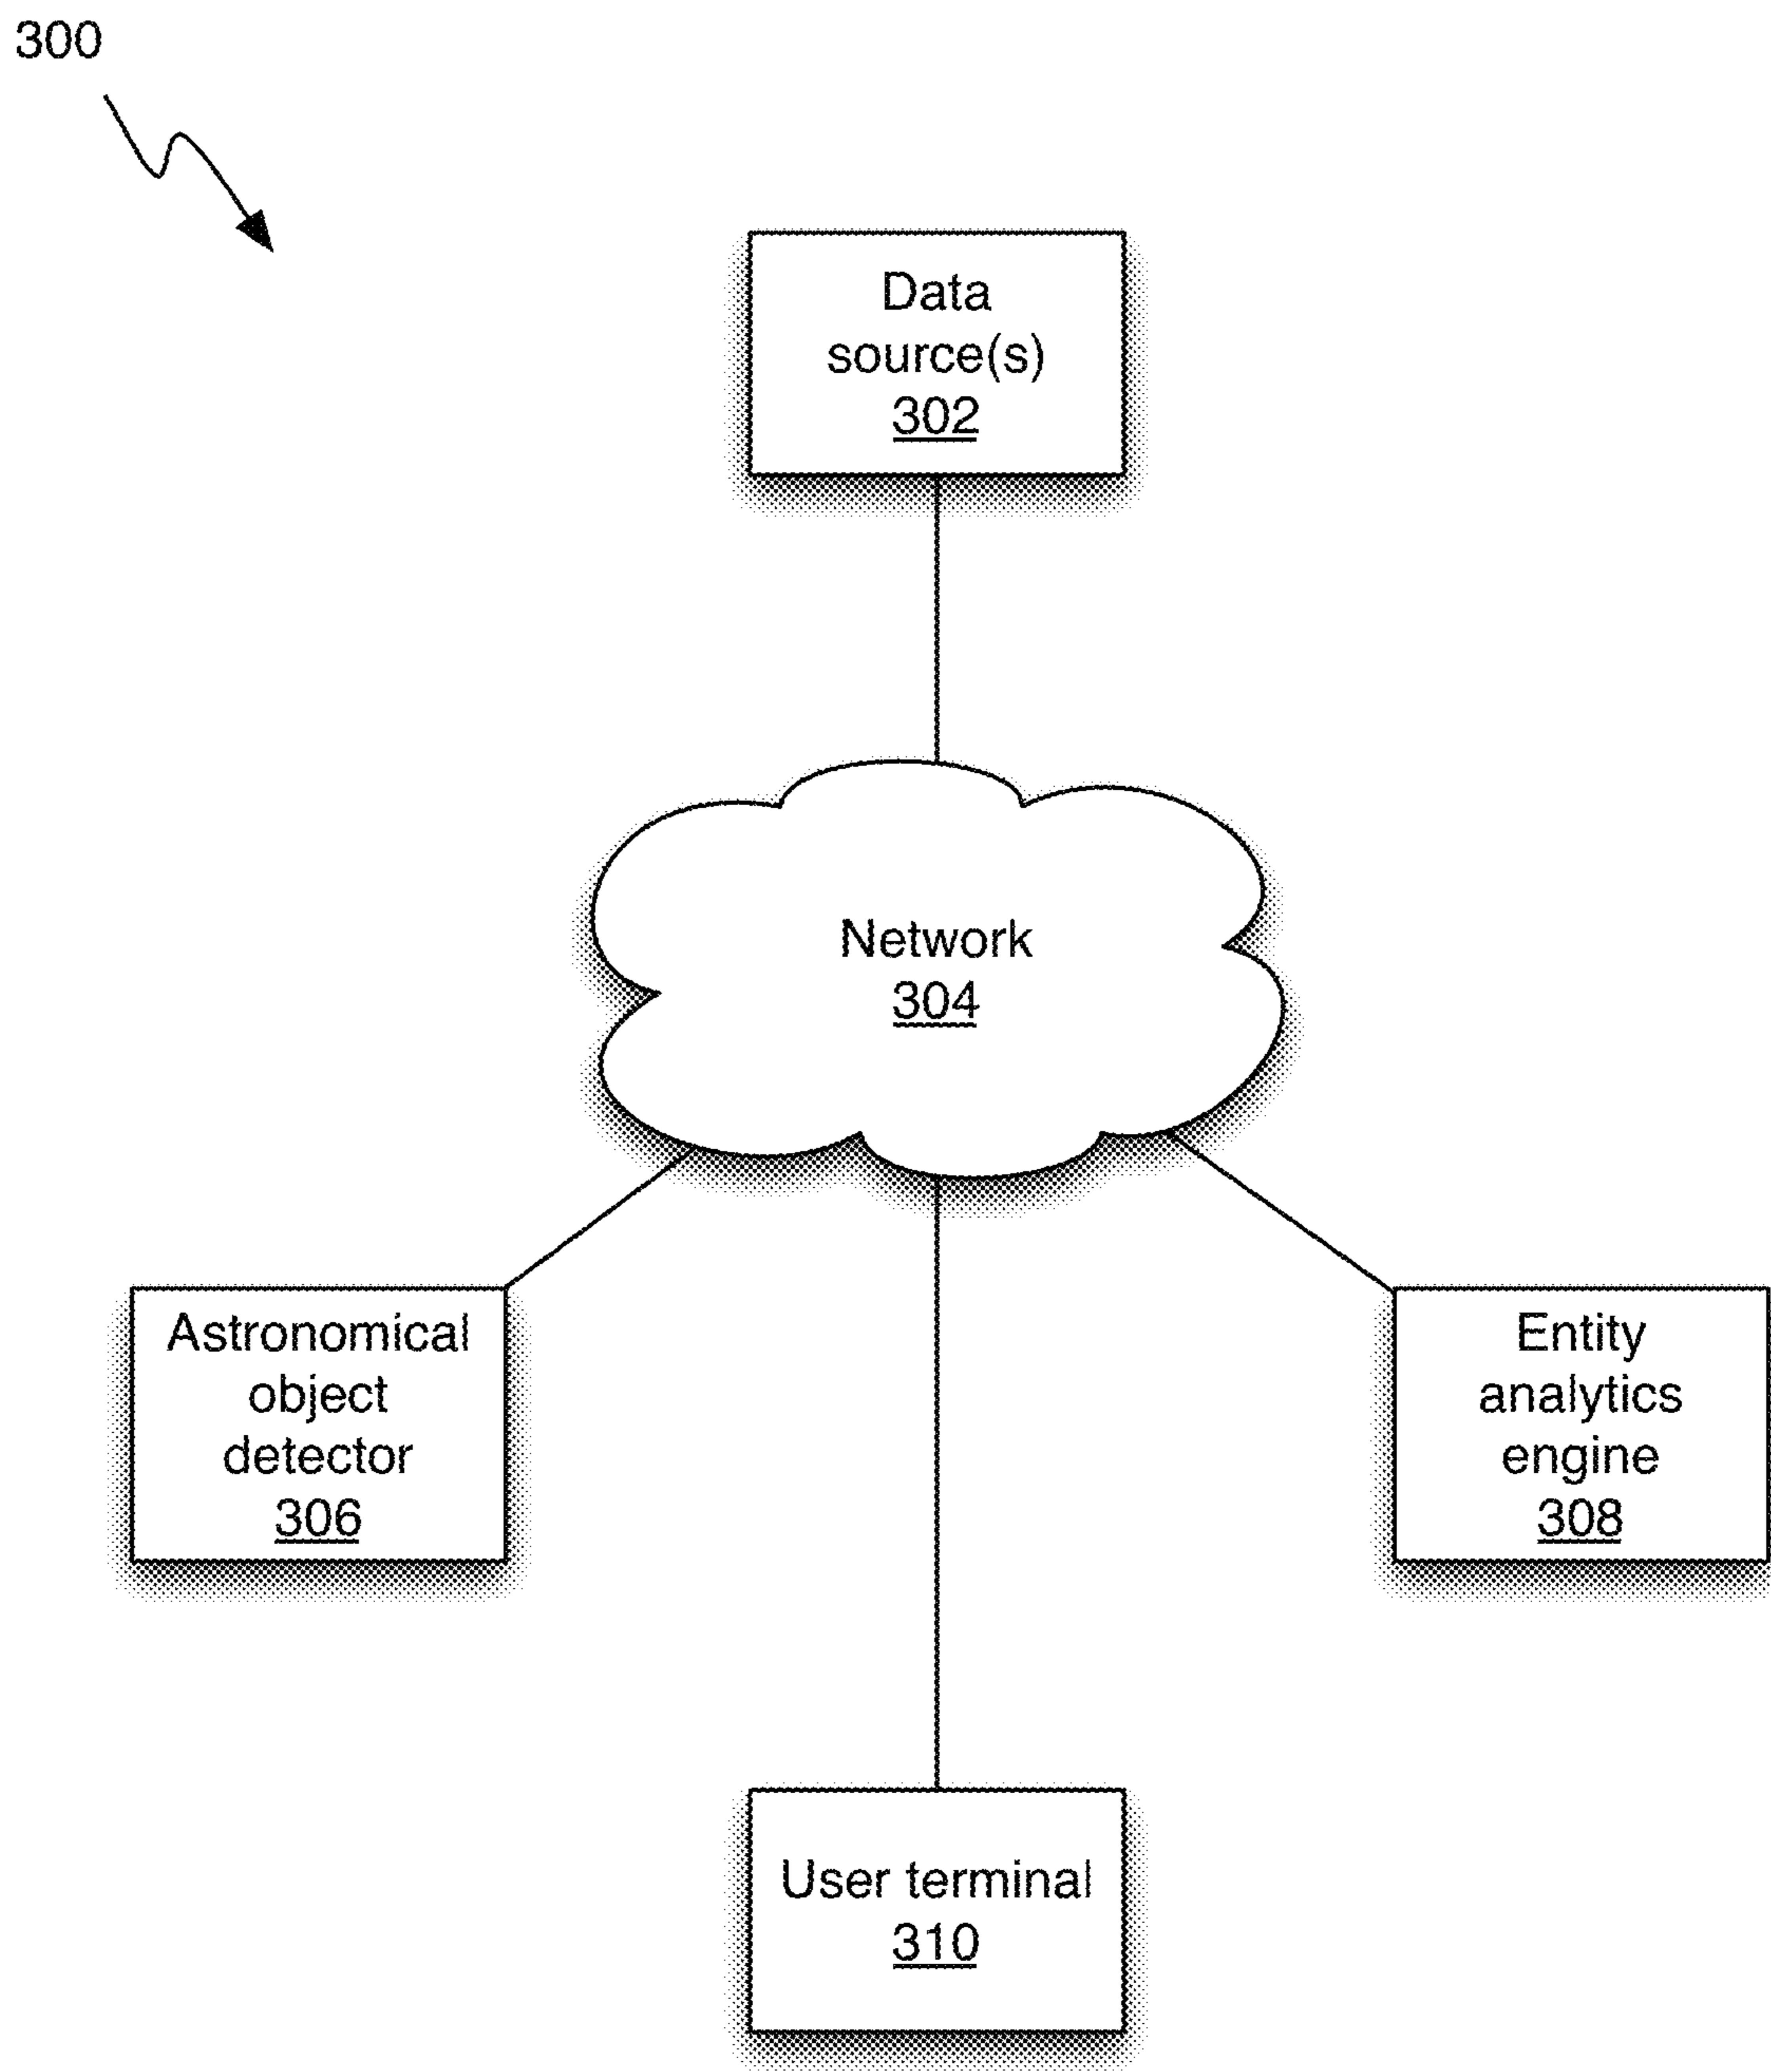 300
Data
source(s)
302
Network
304
Astronomical
object
detector
306
Entity
analytics
engine
308
User terminal
310